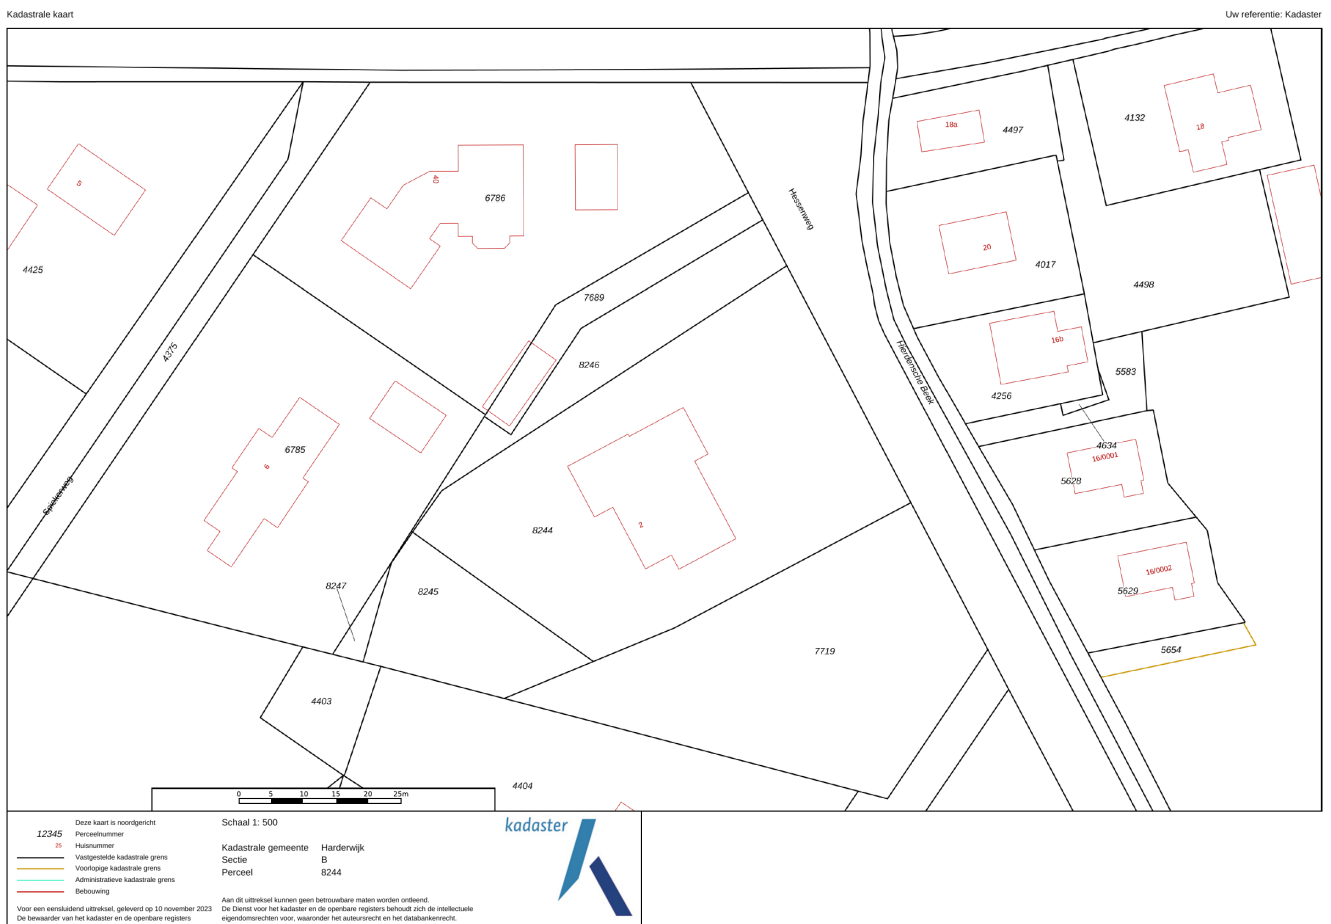 Kadastrale kaart
Uw referentie: Kadaster
18a
4497
4132
18
5
40
6786
Hessenweg
20
4017
4425
4498
7689
4375
Hierdensche Beek
16b
8246
5583
4256
4634
6785
6
16/0001
5628
Spiekerweg
2
8244
16/0002
8247
8245
5629
7719
5654
4403
4404
0 5 10 15 20 25m
Deze kaart is noordgericht
12345 Perceelnummer
25 Huisnummer
Vastgestelde kadastrale grens
Voorlopige kadastrale grens
Administratieve kadastrale grens
Bebouwing
Voor een eensluidend uittreksel, geleverd op 10 november 2023
De bewaarder van het kadaster en de openbare registers
Schaal 1: 500
Kadastrale gemeente Harderwijk
Sectie B
Perceel 8244
Aan dit uittreksel kunnen geen betrouwbare maten worden ontleend.
De Dienst voor het kadaster en de openbare registers behoudt zich de intellectuele
eigendomsrechten voor, waaronder het auteursrecht en het databankenrecht.
kadaster